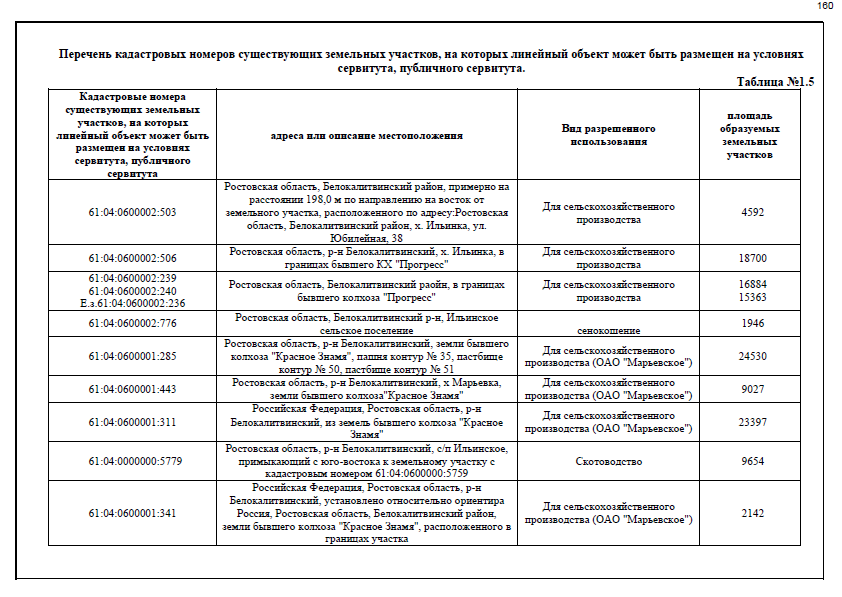 160
Перечень кадастровых номеров существующих земельных участков, на которых линейный объект может быть размещен на условиях
сервитута, публичного сервитута.
Таблица №1.5
Кадастровые номера
существующих земельных
участков, на которых
линейный объект может быть
размещен на условиях
сервитута, публичного
сервитута
адреса или описание местоположения
Вид разрешенного
использования
площадь
образуемых
земельных
участков
61:04:0600002:503
Ростовская область, Белокалитвинский район, примерно на
расстоянии 198,0 м по направлению на восток от
земельного участка, расположенного по адресу:Ростовская
область, Белокалитвинский район, х. Ильинка, ул.
Юбилейная, 38
Для сельскохозяйственного
производства
4592
61:04:0600002:506
Ростовская область, р-н Белокалитвинский, х. Ильинка, в
границах бывшего КХ "Прогресс"
Для сельскохозяйственного
производства
18700
61:04:0600002:239
61:04:0600002:240
Е.з.61:04:0600002:236
Ростовская область, Белокалитвинский раойн, в границах
бывшего колхоза "Прогресс"
Для сельскохозяйственного
производства
16884
15363
61:04:0600002:776
Ростовская область, Белокалитвинский р-н, Ильинское
сельское поселение
сенокошение
1946
61:04:0600001:285
Ростовская область, р-н Белокалитвинский, земли бывшего
колхоза "Красное Знамя", пашня контур № 35, пастбище
контур № 50, пастбище контур № 51
Для сельскохозяйственного
производства (ОАО "Марьевское")
24530
61:04:0600001:443
Ростовская область, р-н Белокалитвинский, х Марьевка,
земли бывшего колхоза"Красное Знамя"
Для сельскохозяйственного
производства (ОАО "Марьевское")
9027
61:04:0600001:311
Российская Федерация, Ростовская область, р-н
Белокалитвинский, из земель бывшего колхоза "Красное
Знамя"
Для сельскохозяйственного
производства (ОАО "Марьевское")
23397
61:04:0000000:5779
Ростовская область, р-н Белокалитвинский, с/п Ильинское,
примыкающий с юго-востока к земельному участку с
кадастровым номером 61:04:0600000:5759
Скотоводство
9654
61:04:0600001:341
Российская Федерация, Ростовская область, р-н
Белокалитвинский, установлено относительно ориентира
Россия, Ростовская область, Белокалитвинский район,
земли бывшего колхоза "Красное Знамя", расположенного в
границах участка
Для сельскохозяйственного
производства (ОАО "Марьевское")
2142